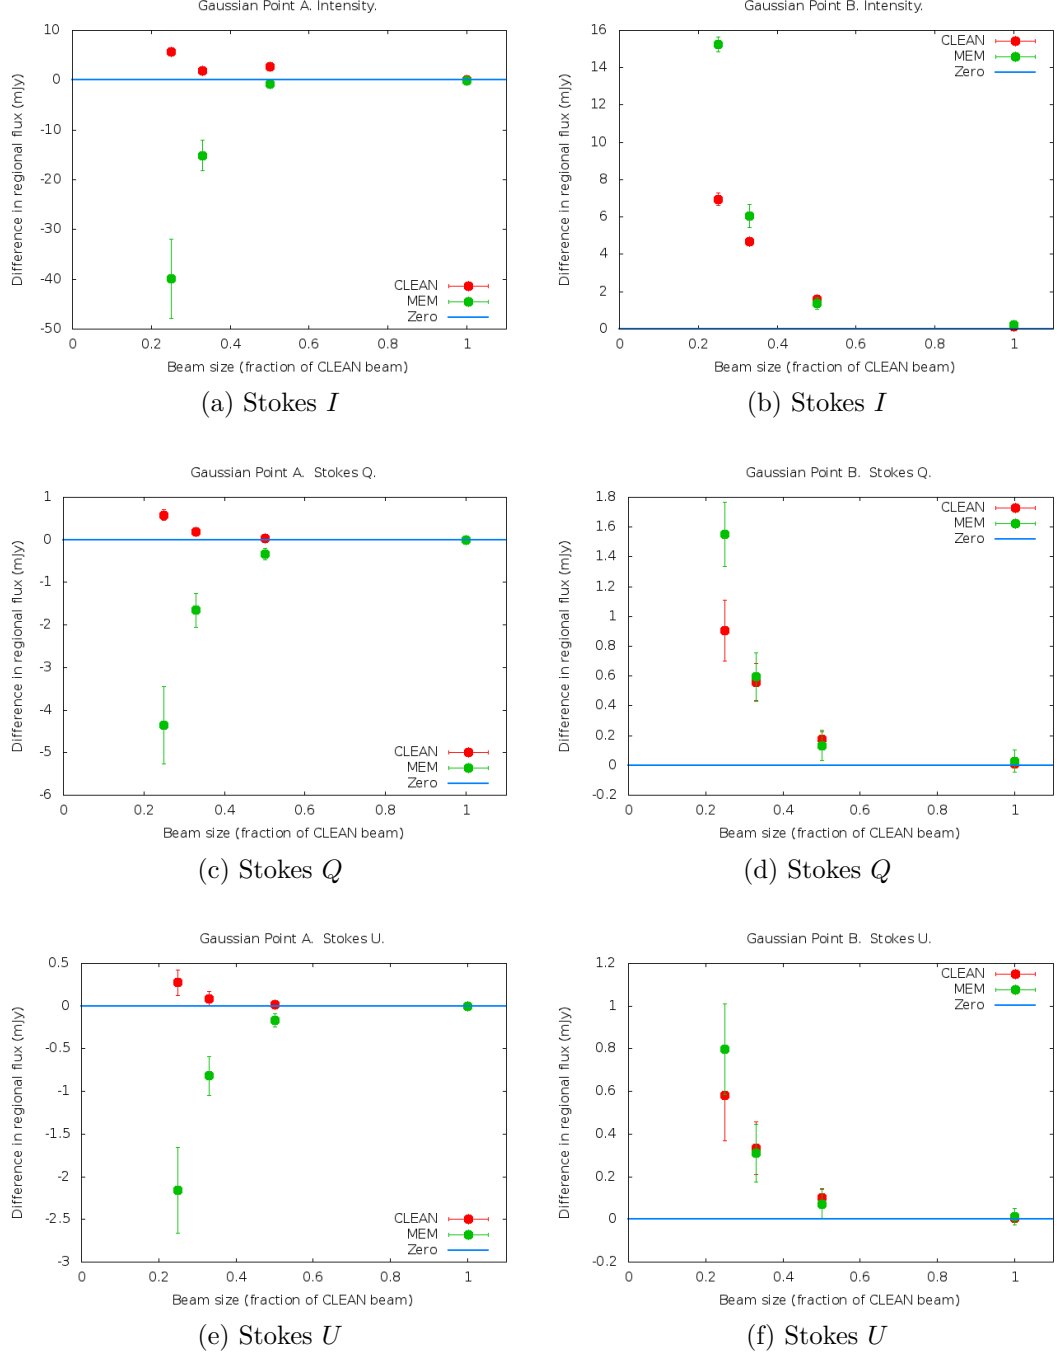 Gaussian Point A. Intensity.
Difference in regional flux (mJy)
10
0
-10
-20
-30
-40
-50
0
0.2
0.4
0.6
0.8
1
CLEAN
MEM
Zero
Beam size (fraction of CLEAN beam)
(a) Stokes I
Gaussian Point B. Intensity.
Difference in regional flux (mJy)
16
14
12
10
8
6
4
2
0
0
0.2
0.4
0.6
0.8
1
CLEAN
MEM
Zero
Beam size (fraction of CLEAN beam)
(b) Stokes I
Gaussian Point A. Stokes Q.
Difference in regional flux (mJy)
1
0
-1
-2
-3
-4
-5
-6
0
0.2
0.4
0.6
0.8
1
CLEAN
MEM
Zero
Beam size (fraction of CLEAN beam)
(c) Stokes Q
Gaussian Point B. Stokes Q.
Difference in regional flux (mJy)
1.8
1.6
1.4
1.2
1
0.8
0.6
0.4
0.2
0
-0.2
0
0.2
0.4
0.6
0.8
1
CLEAN
MEM
Zero
Beam size (fraction of CLEAN beam)
(d) Stokes Q
Gaussian Point A. Stokes U.
Difference in regional flux (mJy)
0.5
0
-0.5
-1
-1.5
-2
-2.5
-3
0
0.2
0.4
0.6
0.8
1
CLEAN
MEM
Zero
Beam size (fraction of CLEAN beam)
(e) Stokes U
Gaussian Point B. Stokes U.
Difference in regional flux (mJy)
1.2
1
0.8
0.6
0.4
0.2
0
-0.2
0
0.2
0.4
0.6
0.8
1
CLEAN
MEM
Zero
Beam size (fraction of CLEAN beam)
(f) Stokes U